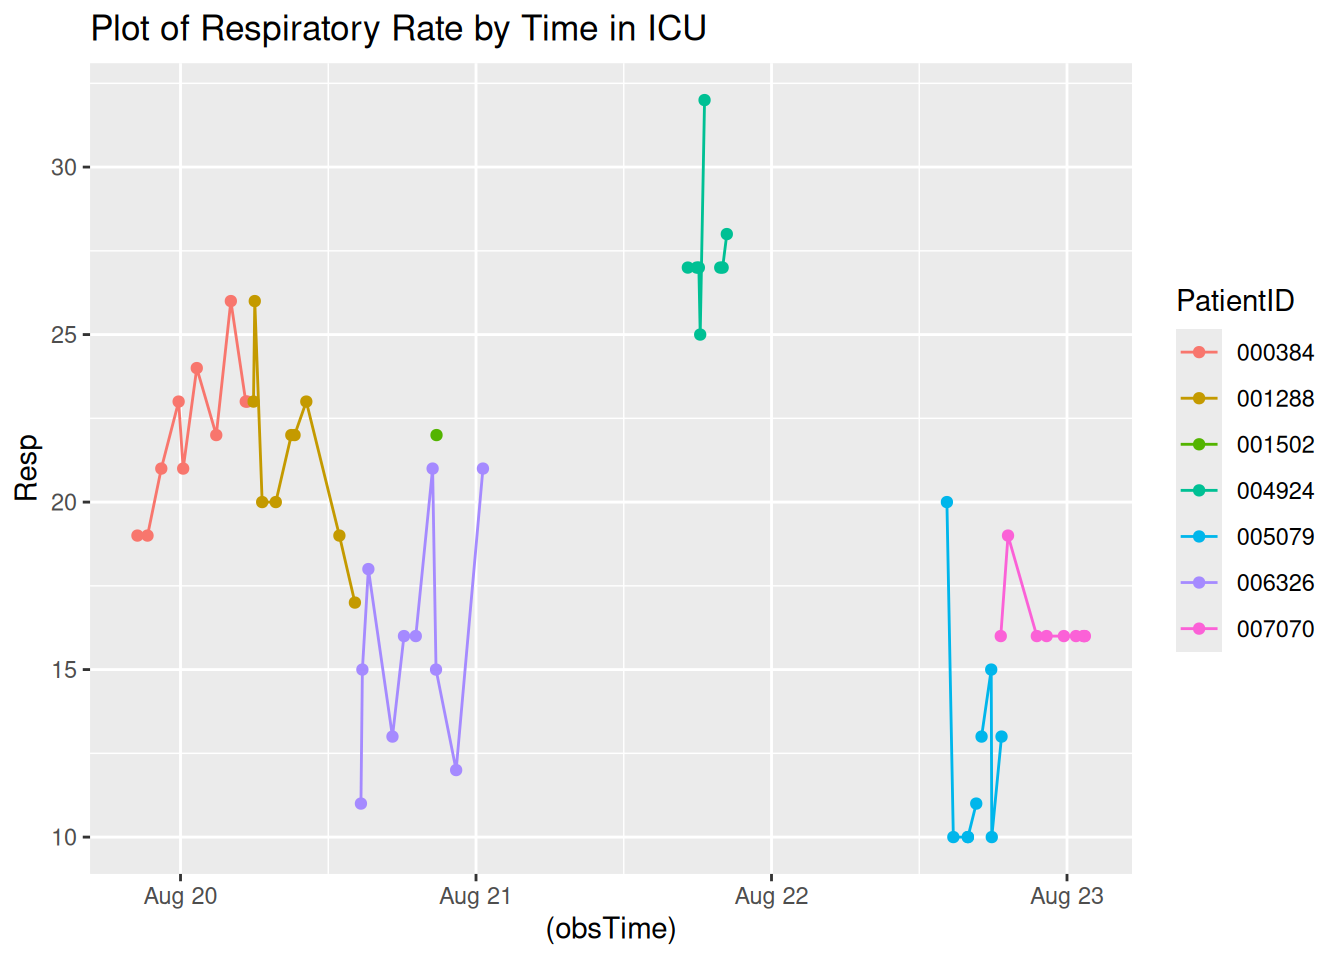 Plot of Respiratory Rate by Time in ICU
Resp
30
25
20
15
10
Aug 20 Aug 21 Aug 22 Aug 23
(obsTime)
PatientID
000384
001288
001502
004924
005079
006326
007070